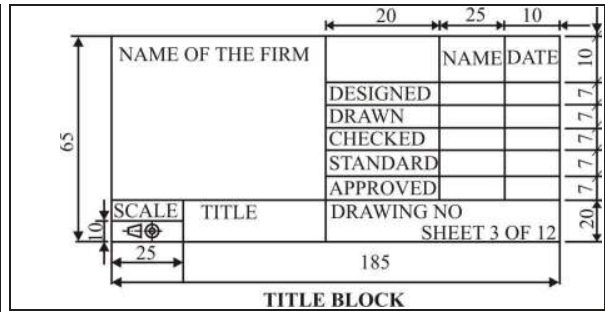 20 25 10
NAME OF THE FIRM NAME DATE 10
DESIGNED 7
DRAWN 7
65 CHECKED 7
STANDARD 7
APPROVED 7
SCALE TITLE DRAWING NO 20
10 SHEET 3 OF 12
25 185
TITLE BLOCK